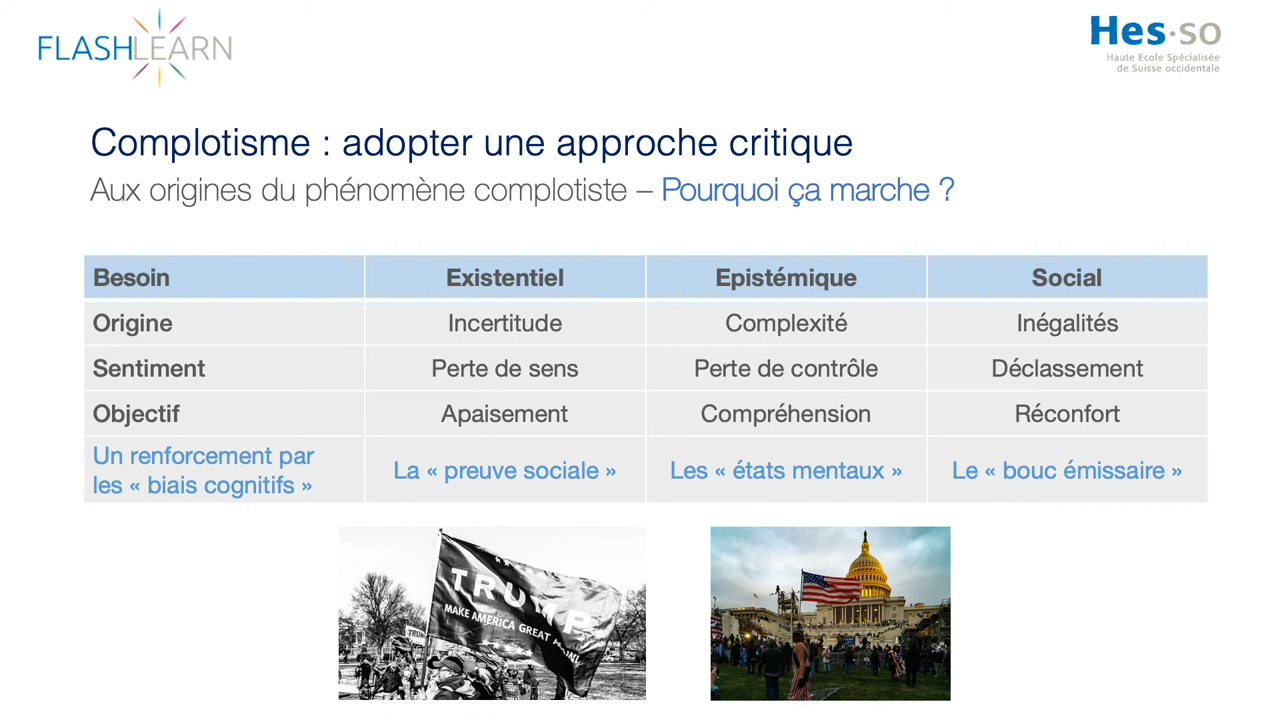 FLASHLEARN
Hes·so
Haute Ecole Spécialisée
de Suisse occidentale
Complotisme : adopter une approche critique
Aux origines du phénomène complotiste – Pourquoi ça marche ?
Besoin Existentiel Epistémique Social
Origine Incertitude Complexité Inégalités
Sentiment Perte de sens Perte de contrôle Déclassement
Objectif Apaisement Compréhension Réconfort
Un renforcement par
les « biais cognitifs » La « preuve sociale » Les « états mentaux » Le « bouc émissaire »
TRUMP
MAKE AMERICA GREAT AGAIN
TRUMP